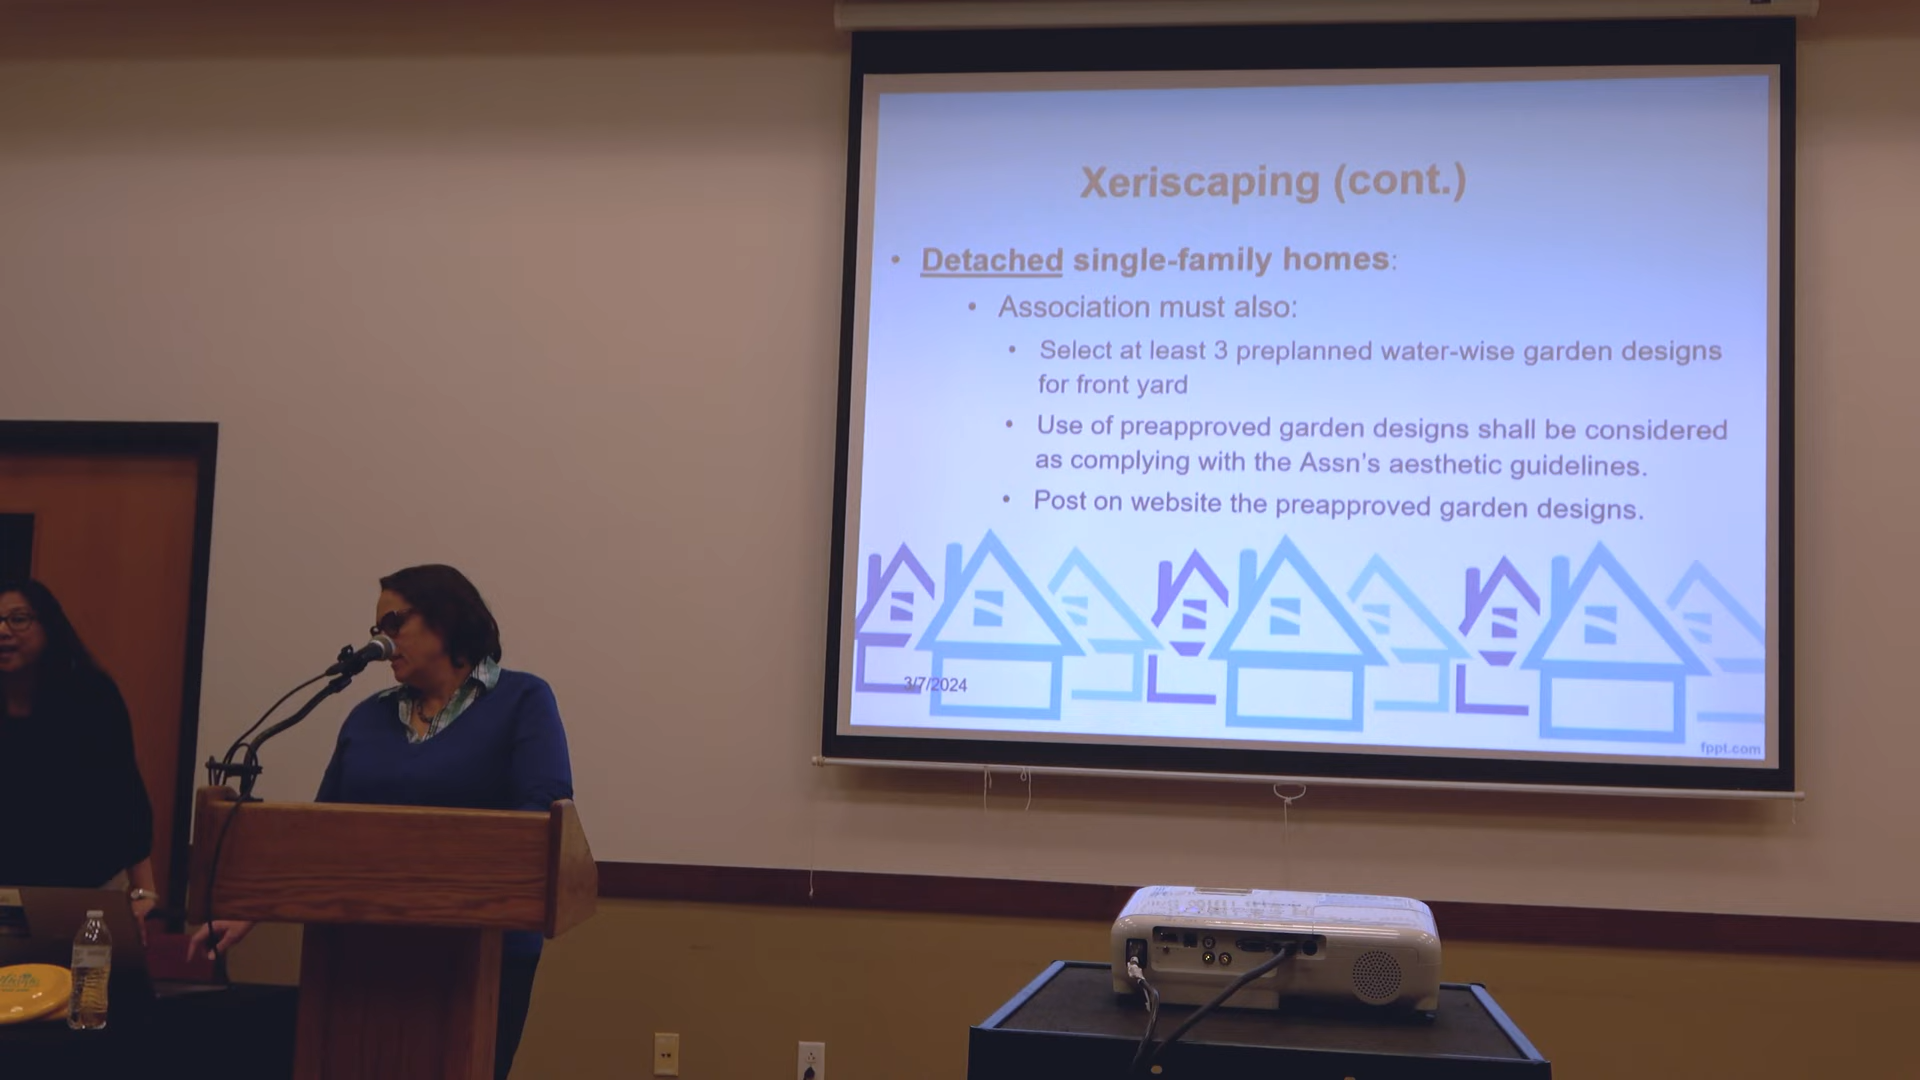 Xeriscaping (cont.)
• Detached single-family homes:
• Association must also:
• Select at least 3 preplanned water-wise garden designs
for front yard
• Use of preapproved garden designs shall be considered
as complying with the Assn's aesthetic guidelines.
• Post on website the preapproved garden designs.
3/7/2024
fppt.com